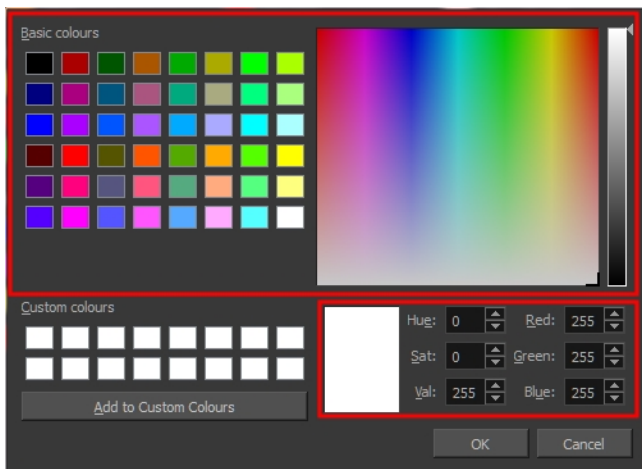 Basic colours
Custom colours
Hue: 0 Red: 255
Sat: 0 Green: 255
Val: 255 Blue: 255
Add to Custom Colours
OK Cancel